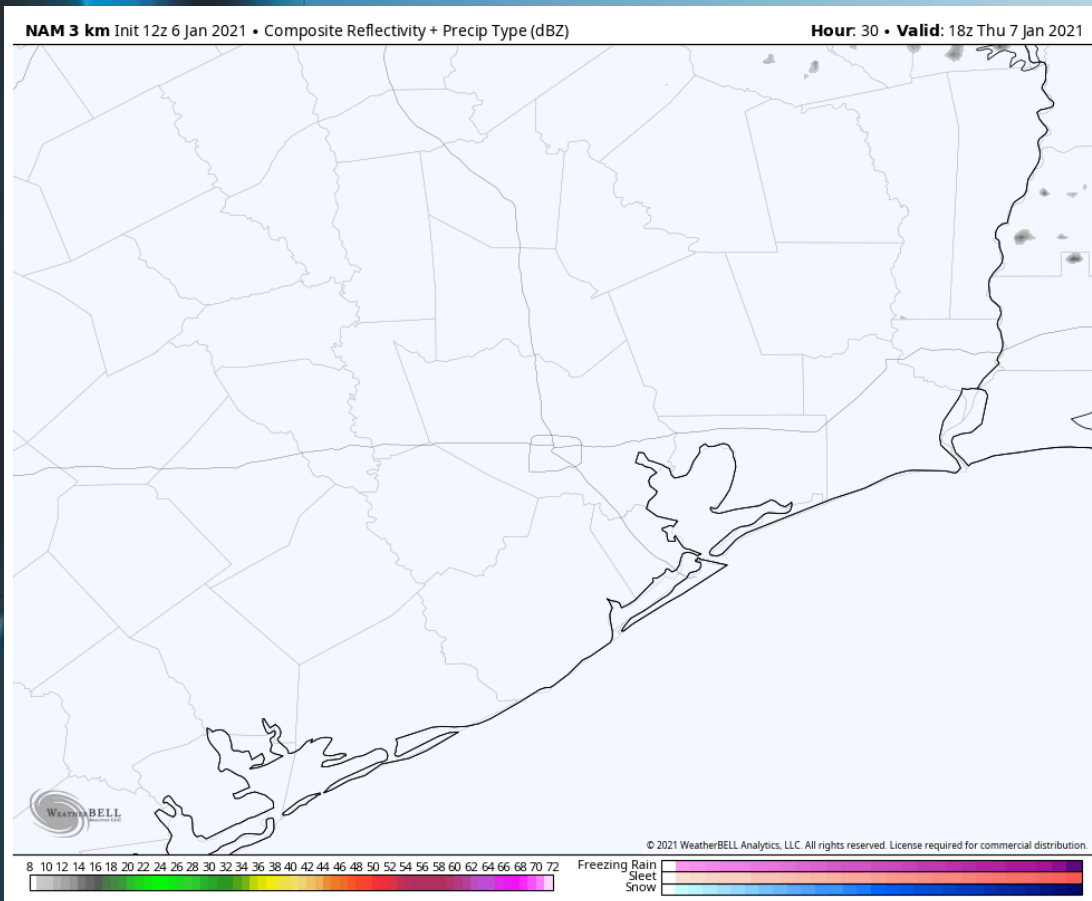 NAM 3 km Init 12z 6 Jan 2021 • Composite Reflectivity + Precip Type (dBZ) Hour: 30 • Valid: 18z Thu 7 Jan 2021
WEATHERBELL
Analytics LLC
© 2021 WeatherBELL Analytics, LLC. All rights reserved. License required for commercial distribution.
8 10 12 14 16 18 20 22 24 26 28 30 32 34 36 38 40 42 44 46 48 50 52 54 56 58 60 62 64 66 68 70 72
Freezing Rain
Sleet
Snow